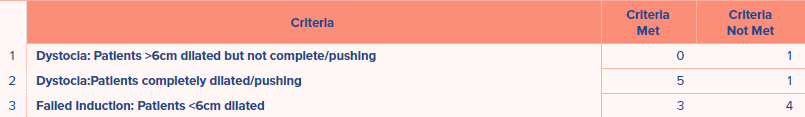 Criteria Criteria Met Criteria Not Met
1 Dystocia: Patients >6cm dilated but not complete/pushing 0 1
2 Dystocia:Patients completely dilated/pushing 5 1
3 Failed Induction: Patients <6cm dilated 3 4